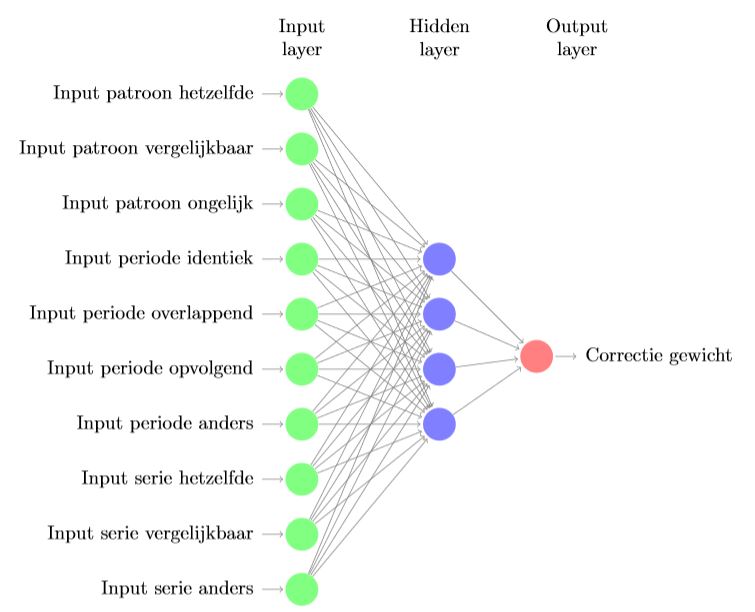 Input
layer
Hidden
layer
Output
layer
Input patroon hetzelfde
Input patroon vergelijkbaar
Input patroon ongelijk
Input periode identiek
Input periode overlappend
Input periode opvolgend
Input periode anders
Input serie hetzelfde
Input serie vergelijkbaar
Input serie anders
Correctie gewicht